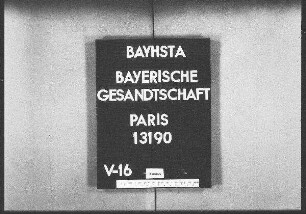 BAYHSTA
BAYERISCHE
GESANDTSCHAFT
PARIS
13190
V-16